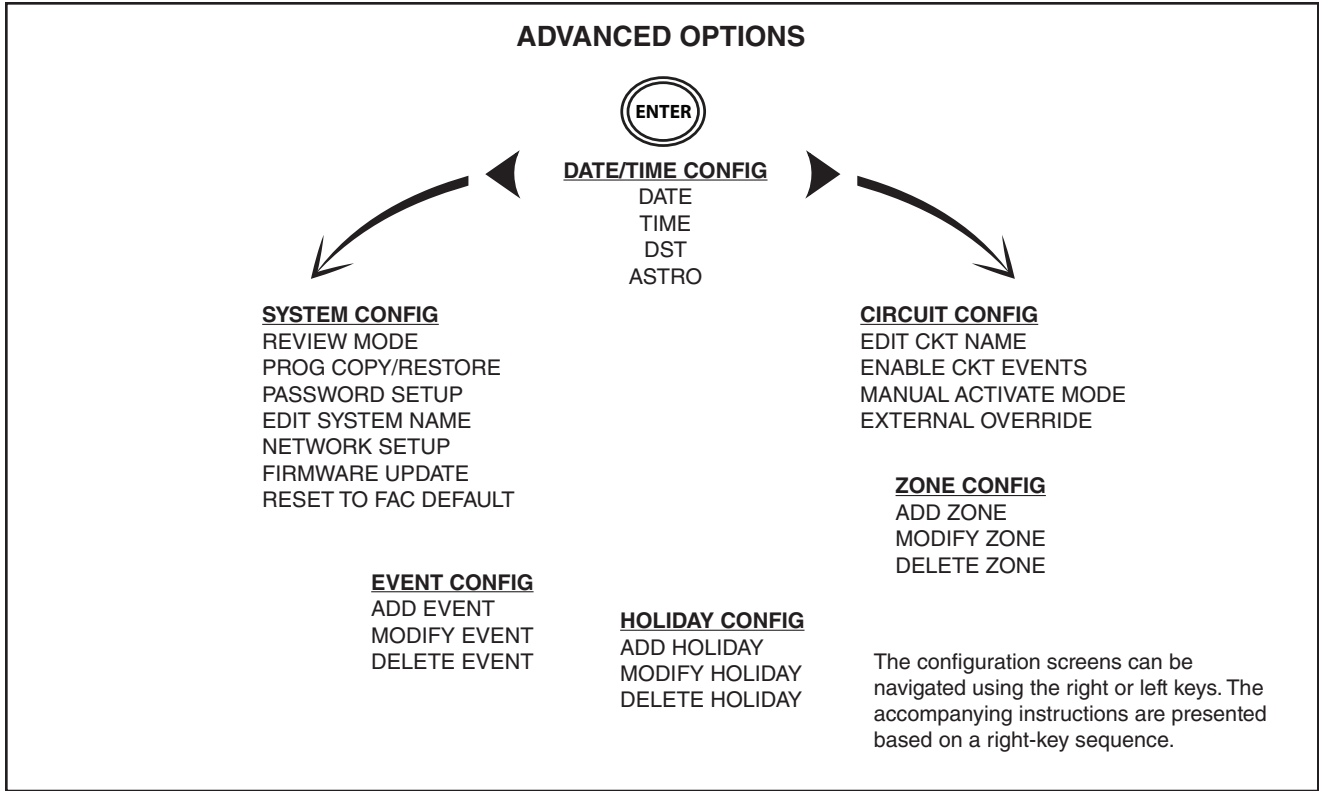 ADVANCED OPTIONS
ENTER
DATE/TIME CONFIG
DATE
TIME
DST
ASTRO
SYSTEM CONFIG
REVIEW MODE
PROG COPY/RESTORE
PASSWORD SETUP
EDIT SYSTEM NAME
NETWORK SETUP
FIRMWARE UPDATE
RESET TO FAC DEFAULT
CIRCUIT CONFIG
EDIT CKT NAME
ENABLE CKT EVENTS
MANUAL ACTIVATE MODE
EXTERNAL OVERRIDE
ZONE CONFIG
ADD ZONE
MODIFY ZONE
DELETE ZONE
EVENT CONFIG
ADD EVENT
MODIFY EVENT
DELETE EVENT
HOLIDAY CONFIG
ADD HOLIDAY
MODIFY HOLIDAY
DELETE HOLIDAY
The configuration screens can be
navigated using the right or left keys. The
accompanying instructions are presented
based on a right-key sequence.